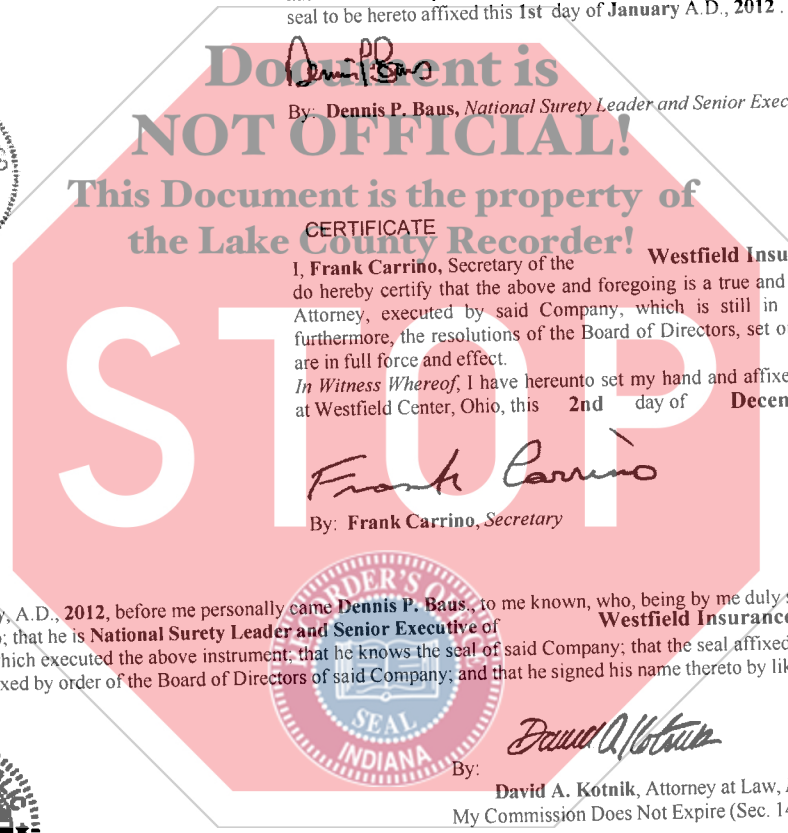 seal to be hereto affixed this 1st day of January A.D., 2012 .
Dennis P. Baus
By: Dennis P. Baus, National Surety Leader and Senior Exec
Document is
NOT OFFICIAL!
This Document is the property of
the Lake County Recorder!
CERTIFICATE
I, Frank Carrino, Secretary of the Westfield Insu
do hereby certify that the above and foregoing is a true and
Attorney, executed by said Company, which is still in
furthermore, the resolutions of the Board of Directors, set o
are in full force and effect.
In Witness Whereof, I have hereunto set my hand and affixe
at Westfield Center, Ohio, this 2nd day of Decem
STOP
Frank Carrino
By: Frank Carrino, Secretary
y, A.D., 2012, before me personally came Dennis P. Baus., to me known, who, being by me duly s
; that he is National Surety Leader and Senior Executive of Westfield Insurance
hich executed the above instrument; that he knows the seal of said Company; that the seal affixed
xed by order of the Board of Directors of said Company; and that he signed his name thereto by lik
RECORDER'S OFFICE
SEAL
INDIANA
David A. Kotnik
By:
David A. Kotnik, Attorney at Law, 
My Commission Does Not Expire (Sec. 14